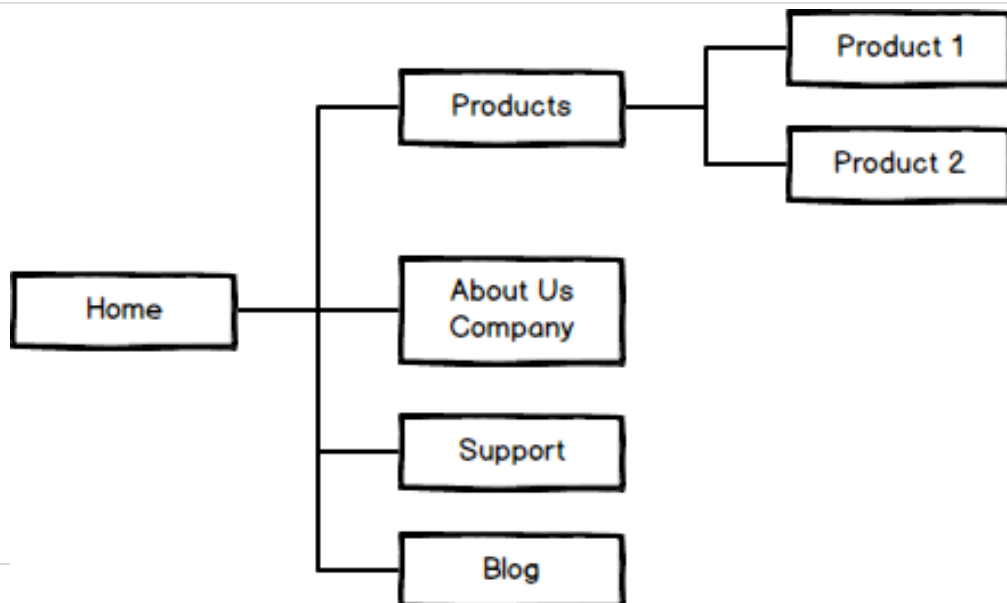 Product 1
Products
Product 2
Home
About Us
Company
Support
Blog